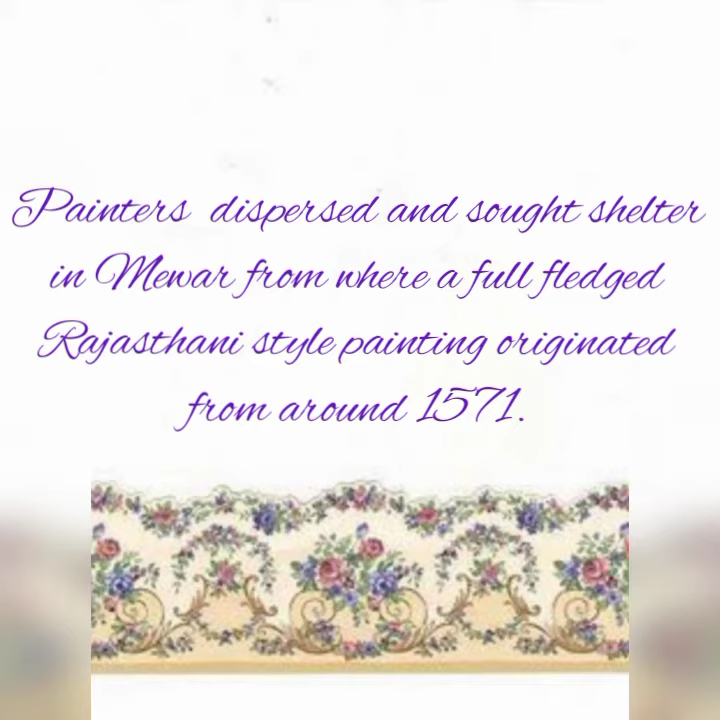 Painters dispersed and sought shelter
in Mewar from where a full fledged
Rajasthani style painting originated
from around 1571.